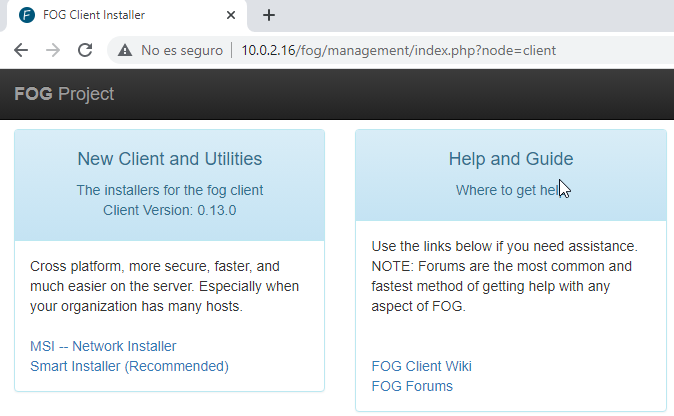 FOG Client Installer
No es seguro | 10.0.2.16/fog/management/index.php?node=client
FOG Project
New Client and Utilities
The installers for the fog client
Client Version: 0.13.0
Cross platform, more secure, faster, and
much easier on the server. Especially when
your organization has many hosts.
MSI -- Network Installer
Smart Installer (Recommended)
Help and Guide
Where to get help
Use the links below if you need assistance.
NOTE: Forums are the most common and
fastest method of getting help with any
aspect of FOG.
FOG Client Wiki
FOG Forums